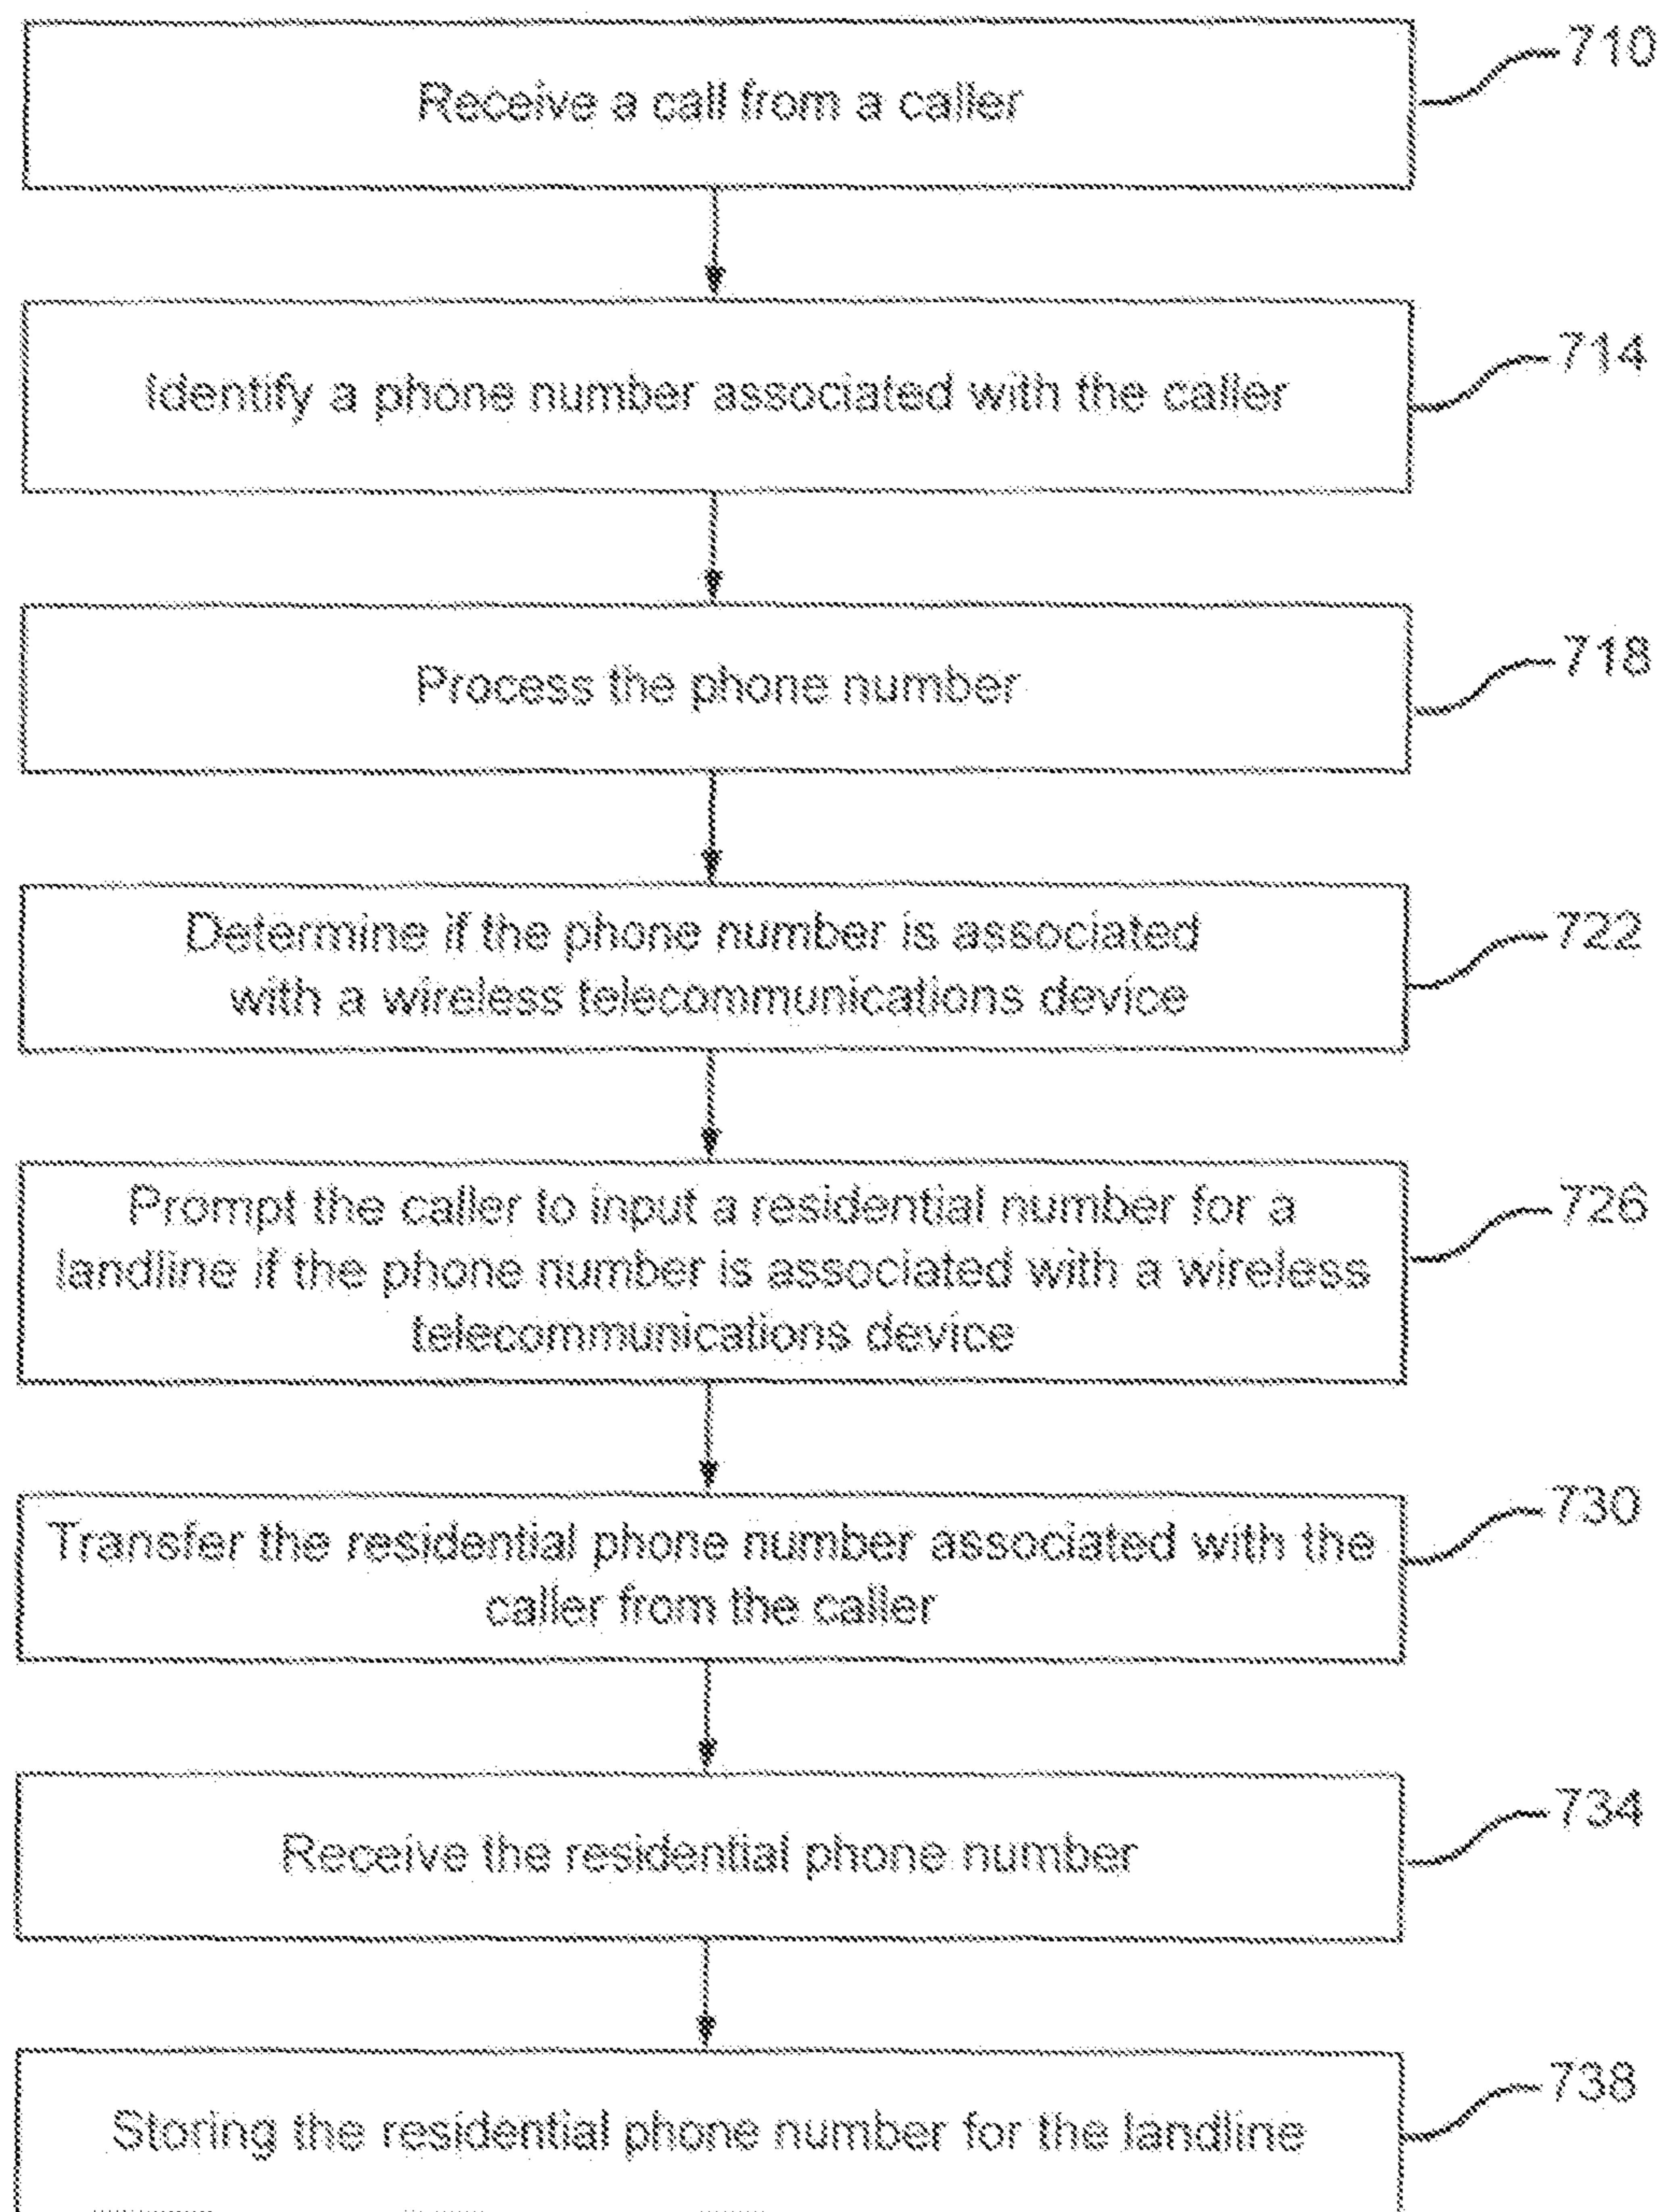 Receive a call from a caller
710
Identify a phone number associated with the caller
714
Process the phone number
718
Determine if the phone number is associated
with a wireless telecommunications device
722
Prompt the caller to input a residential number for a
landline if the phone number is associated with a wireless
telecommunications device
726
Transfer the residential phone number associated with the
caller from the caller
730
Receive the residential phone number
734
Storing the residential phone number for the landline
738